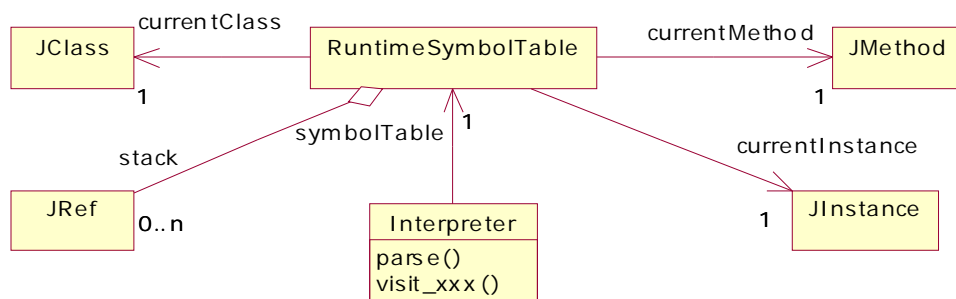 currentClass
JClass
RuntimeSymbolTable
currentMethod
JMethod
1
1
1
symbolTable
stack
currentInstance
JRef
0..n
Interpreter
parse()
visit_xxx()
1
JInstance